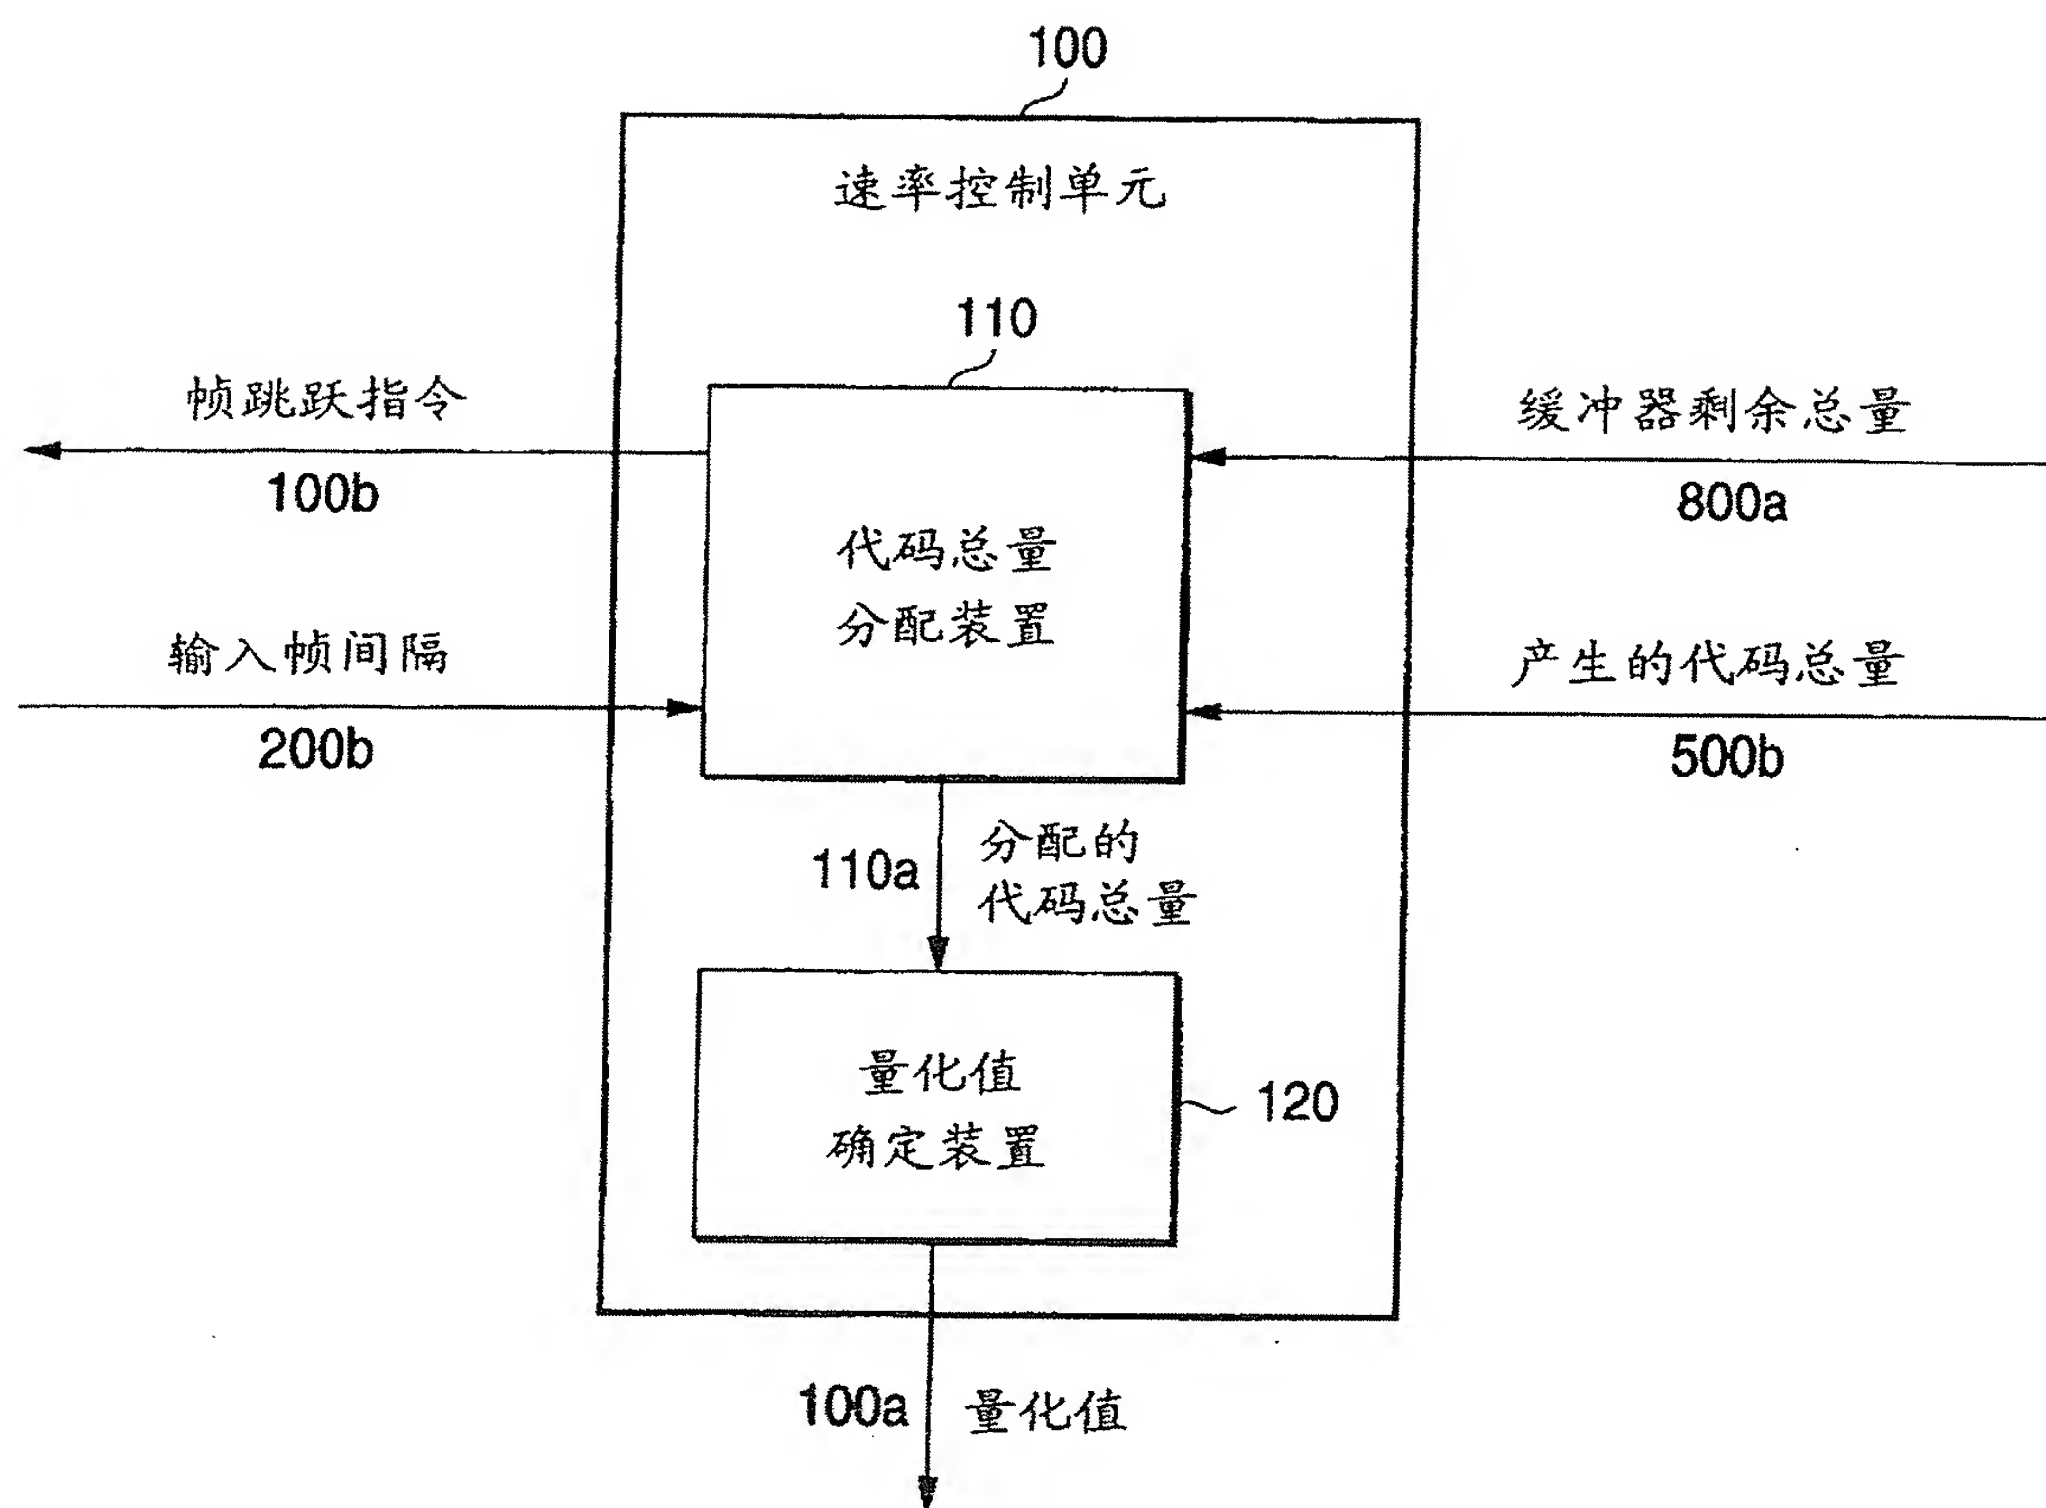 100
速率控制单元
110
帧跳跃指令
100b
缓冲器剩余总量
800a
代码总量
分配装置
输入帧间隔
200b
产生的代码总量
500b
110a
分配的
代码总量
量化值
确定装置
120
100a
量化值